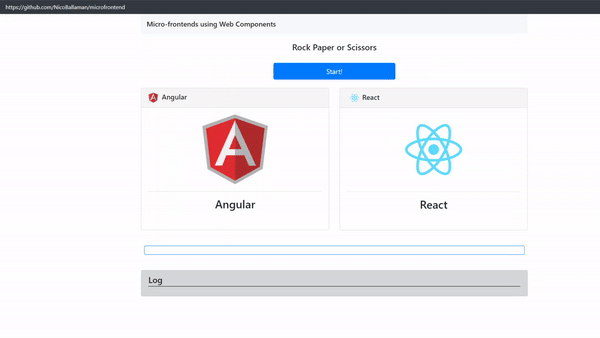 https://github.com/Nicollallaman/microfrontend
Micro-frontends using Web Components
Rock Paper or Scissors
Start!
Angular
React
A
Angular
React
Log